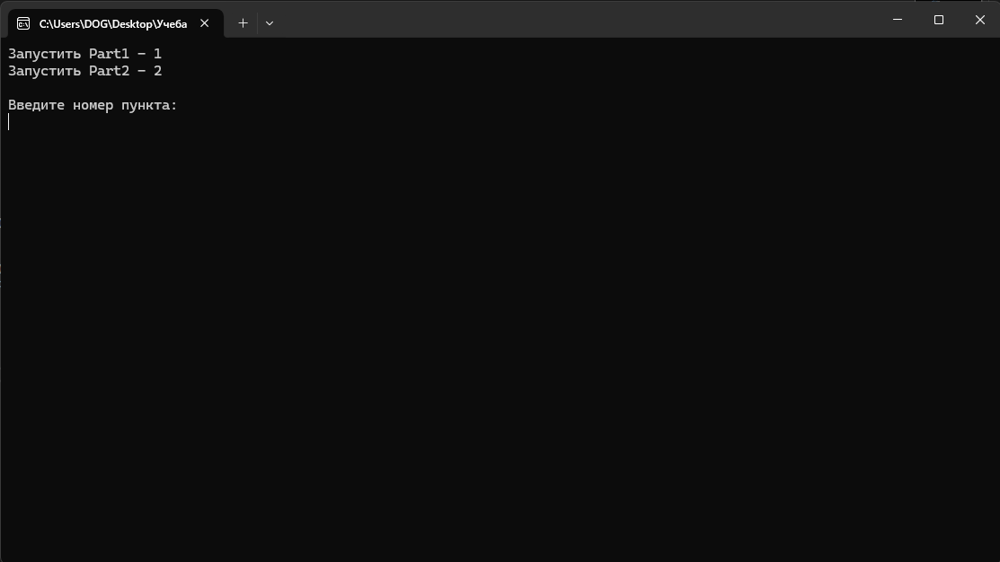 C:\Users\DOG\Desktop\Учеба
Запустить Part1 - 1
Запустить Part2 - 2
Введите номер пункта: